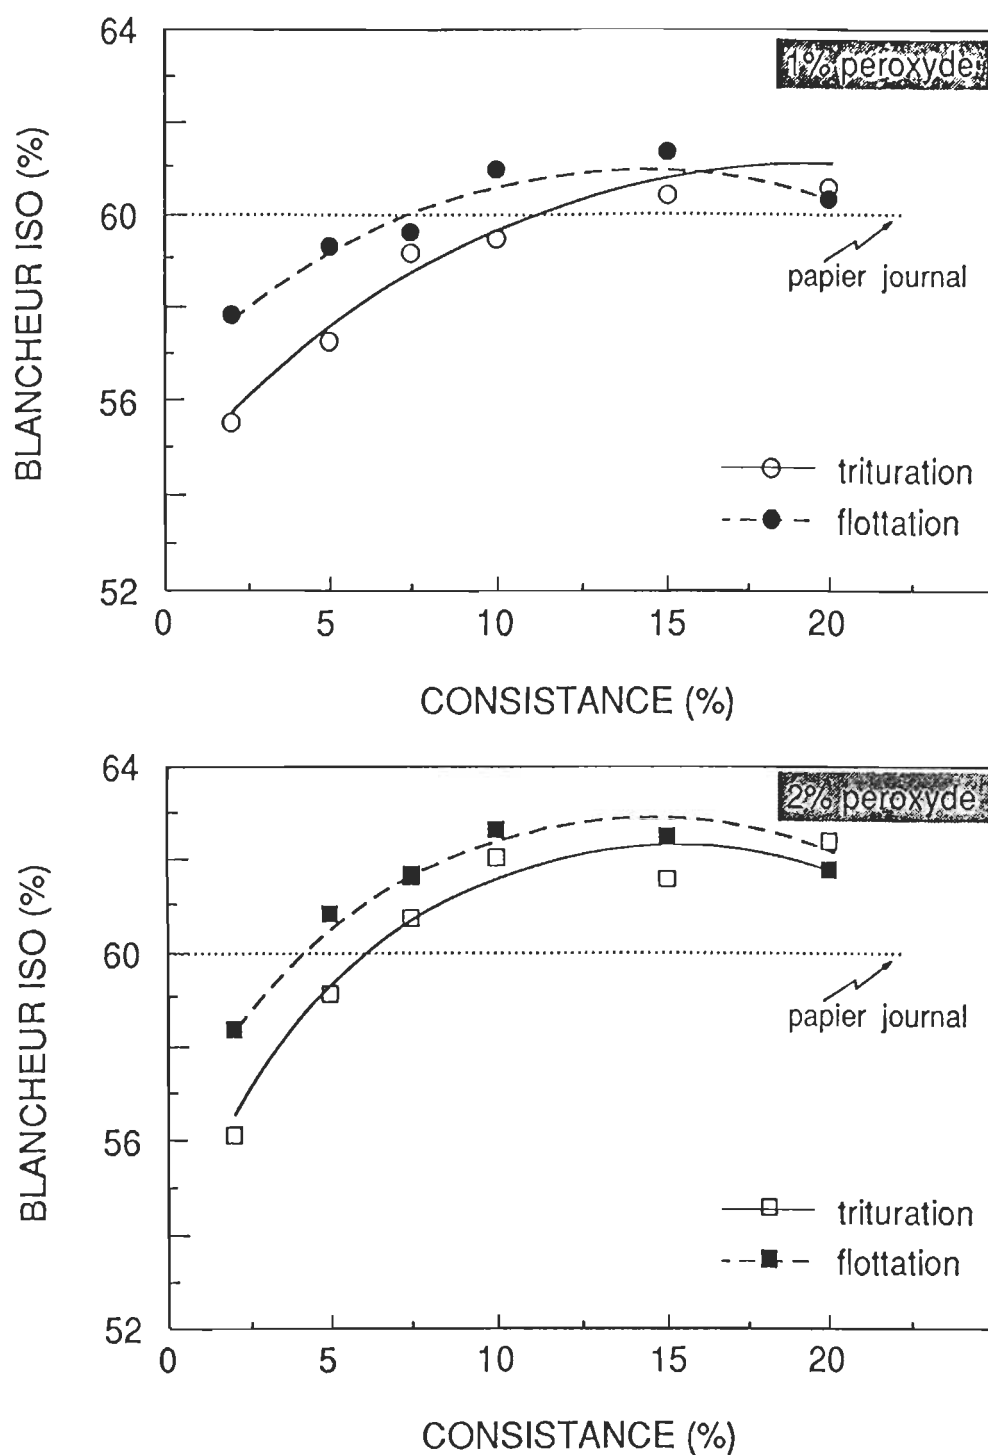 64
1% peroxyde
60
papier journal
56
trituration
flottation
52
0 5 10 15 20
BLANCHEUR ISO (%)
CONSISTANCE (%)
64
2% peroxyde
60
papier journal
56
trituration
flottation
52
0 5 10 15 20
BLANCHEUR ISO (%)
CONSISTANCE (%)